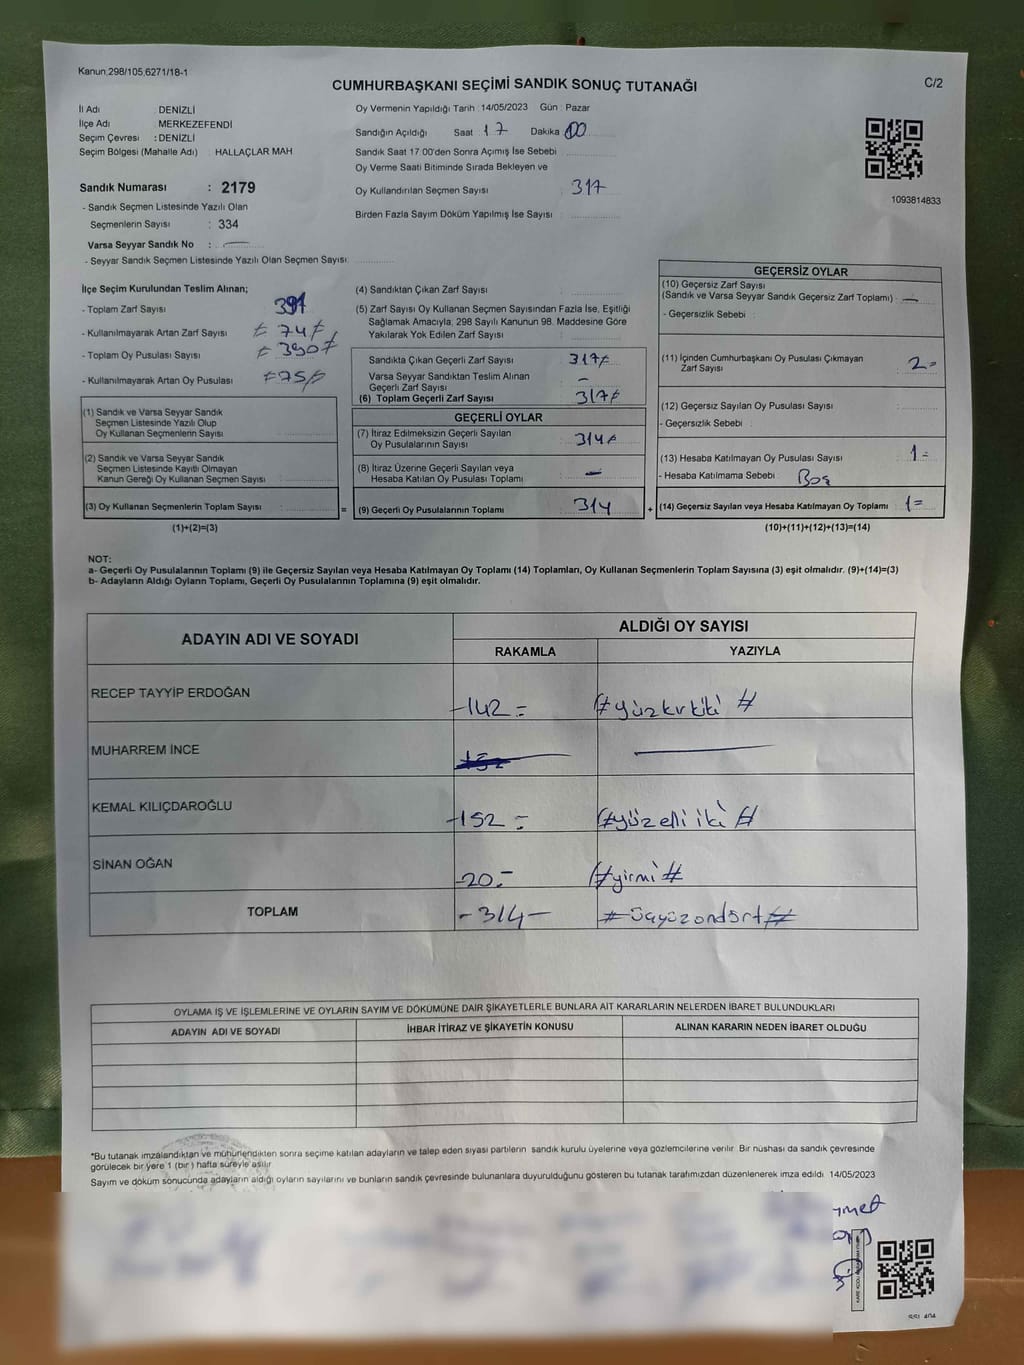 Kanun,298/105,6271/18-1
CUMHURBAŞKANI SEÇİMİ SANDIK SONUÇ TUTANAĞI
C/2
İl Adı : DENİZLİ
İlçe Adı : MERKEZEFENDİ
Seçim Çevresi : DENİZLİ
Seçim Bölgesi (Mahalle Adı) : HALLAÇLAR MAH
Sandık Numarası : 2179
- Sandık Seçmen Listesinde Yazılı Olan
Seçmenlerin Sayısı : 334
Varsa Seyyar Sandık No :
- Seyyar Sandık Seçmen Listesinde Yazılı Olan Seçmen Sayısı:
Oy Vermenin Yapıldığı Tarih : 14/05/2023 Gün : Pazar
Sandığın Açıldığı Saat 17 Dakika 00
Sandık Saat 17 00'den Sonra Açımış İse Sebebi
Oy Verme Saati Bitiminde Sırada Bekleyen ve
Oy Kullandırılan Seçmen Sayısı : 317
Birden Fazla Sayım Döküm Yapılmış İse Sayısı :
1093814833
İlçe Seçim Kurulundan Teslim Alınan;
- Toplam Zarf Sayısı 391
- Kullanılmayarak Artan Zarf Sayısı 74
- Toplam Oy Pusulası Sayısı 390
- Kullanılmayarak Artan Oy Pusulası 75
(1) Sandık ve Varsa Seyyar Sandık
Seçmen Listesinde Yazılı Olup
Oy Kullanan Seçmenlerin Sayısı :
(2) Sandık ve Varsa Seyyar Sandık
Seçmen Listesinde Kayıtlı Olmayan
Kanun Gereği Oy Kullanan Seçmen Sayısı :
(3) Oy Kullanan Seçmenlerin Toplam Sayısı : =
(1)+(2)=(3)
(4) Sandıktan Çıkan Zarf Sayısı :
(5) Zarf Sayısı Oy Kullanan Seçmen Sayısından Fazla İse, Eşitliği
Sağlamak Amacıyla, 298 Sayılı Kanunun 98. Maddesine Göre
Yakılarak Yok Edilen Zarf Sayısı :
Sandıkta Çıkan Geçerli Zarf Sayısı : 317
Varsa Seyyar Sandıktan Teslim Alınan
Geçerli Zarf Sayısı : -
(6) Toplam Geçerli Zarf Sayısı : 317
GEÇERLİ OYLAR
(7) İtiraz Edilmeksizin Geçerli Sayılan
Oy Pusulalarının Sayısı : 314
(8) İtiraz Üzerine Geçerli Sayılan veya
Hesaba Katılan Oy Pusulası Toplamı : -
(9) Geçerli Oy Pusulalarının Toplamı : 314 +
GEÇERSİZ OYLAR
(10) Geçersiz Zarf Sayısı
(Sandık ve Varsa Seyyar Sandık Geçersiz Zarf Toplamı) : -
- Geçersizlik Sebebi :
(11) İçinden Cumhurbaşkanı Oy Pusulası Çıkmayan
Zarf Sayısı : 2=
(12) Geçersiz Sayılan Oy Pusulası Sayısı :
- Geçersizlik Sebebi :
(13) Hesaba Katılmayan Oy Pusulası Sayısı : 1=
- Hesaba Katılmama Sebebi : Boş
(14) Geçersiz Sayılan veya Hesaba Katılmayan Oy Toplamı : 1=
(10)+(11)+(12)+(13)=(14)
NOT:
a- Geçerli Oy Pusulalarının Toplamı (9) ile Geçersiz Sayılan veya Hesaba Katılmayan Oy Toplamı (14) Toplamları, Oy Kullanan Seçmenlerin Toplam Sayısına (3) eşit olmalıdır. (9)+(14)=(3)
b- Adayların Aldığı Oyların Toplamı, Geçerli Oy Pusulalarının Toplamına (9) eşit olmalıdır.
ADAYIN ADI VE SOYADI
ALDIĞI OY SAYISI
RAKAMLA YAZIYLA
RECEP TAYYİP ERDOĞAN -142= #yüzkırkiki #
MUHARREM İNCE
KEMAL KILIÇDAROĞLU -152= #yüzelli iki #
SİNAN OĞAN -20.- #yirmi #
TOPLAM -314- #üçyüzondört#
OYLAMA İŞ VE İŞLEMLERİNE VE OYLARIN SAYIM VE DÖKÜMÜNE DAİR ŞİKAYETLERLE BUNLARA AİT KARARLARIN NELERDEN İBARET BULUNDUKLARI
ADAYIN ADI VE SOYADI İHBAR İTİRAZ VE ŞİKAYETİN KONUSU ALINAN KARARIN NEDEN İBARET OLDUĞU
*Bu tutanak imzalandıktan ve mühürlendikten sonra seçime katılan adayların ve talep eden siyasi partilerin sandık kurulu üyelerine veya gözlemcilerine verilir. Bir nüshası da sandık çevresinde
görülecek bir yere 1 (bir) hafta süreyle asılır
Sayım ve döküm sonucunda adayların aldığı oyların sayılarını ve bunların sandık çevresinde bulunanlara duyurulduğunu gösteren bu tutanak tarafımızdan düzenlenerek imza edildi 14/05/2023